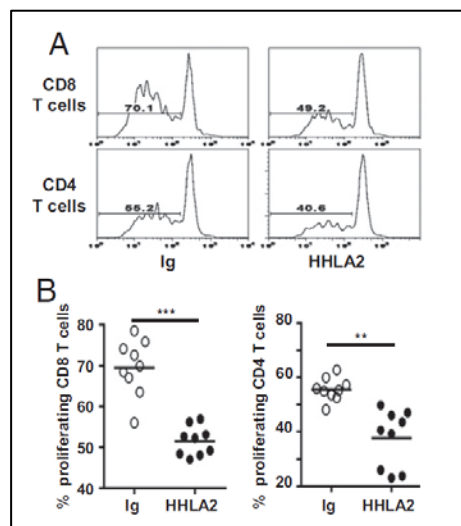 A
CD8
T cells
70.1
49.2
CD4
T cells
55.2
40.6
Ig
HHLA2
B
% proliferating CD8 T cells
80
70
60
50
40
***
Ig
HHLA2
% proliferating CD4 T cells
80
60
40
20
**
Ig
HHLA2